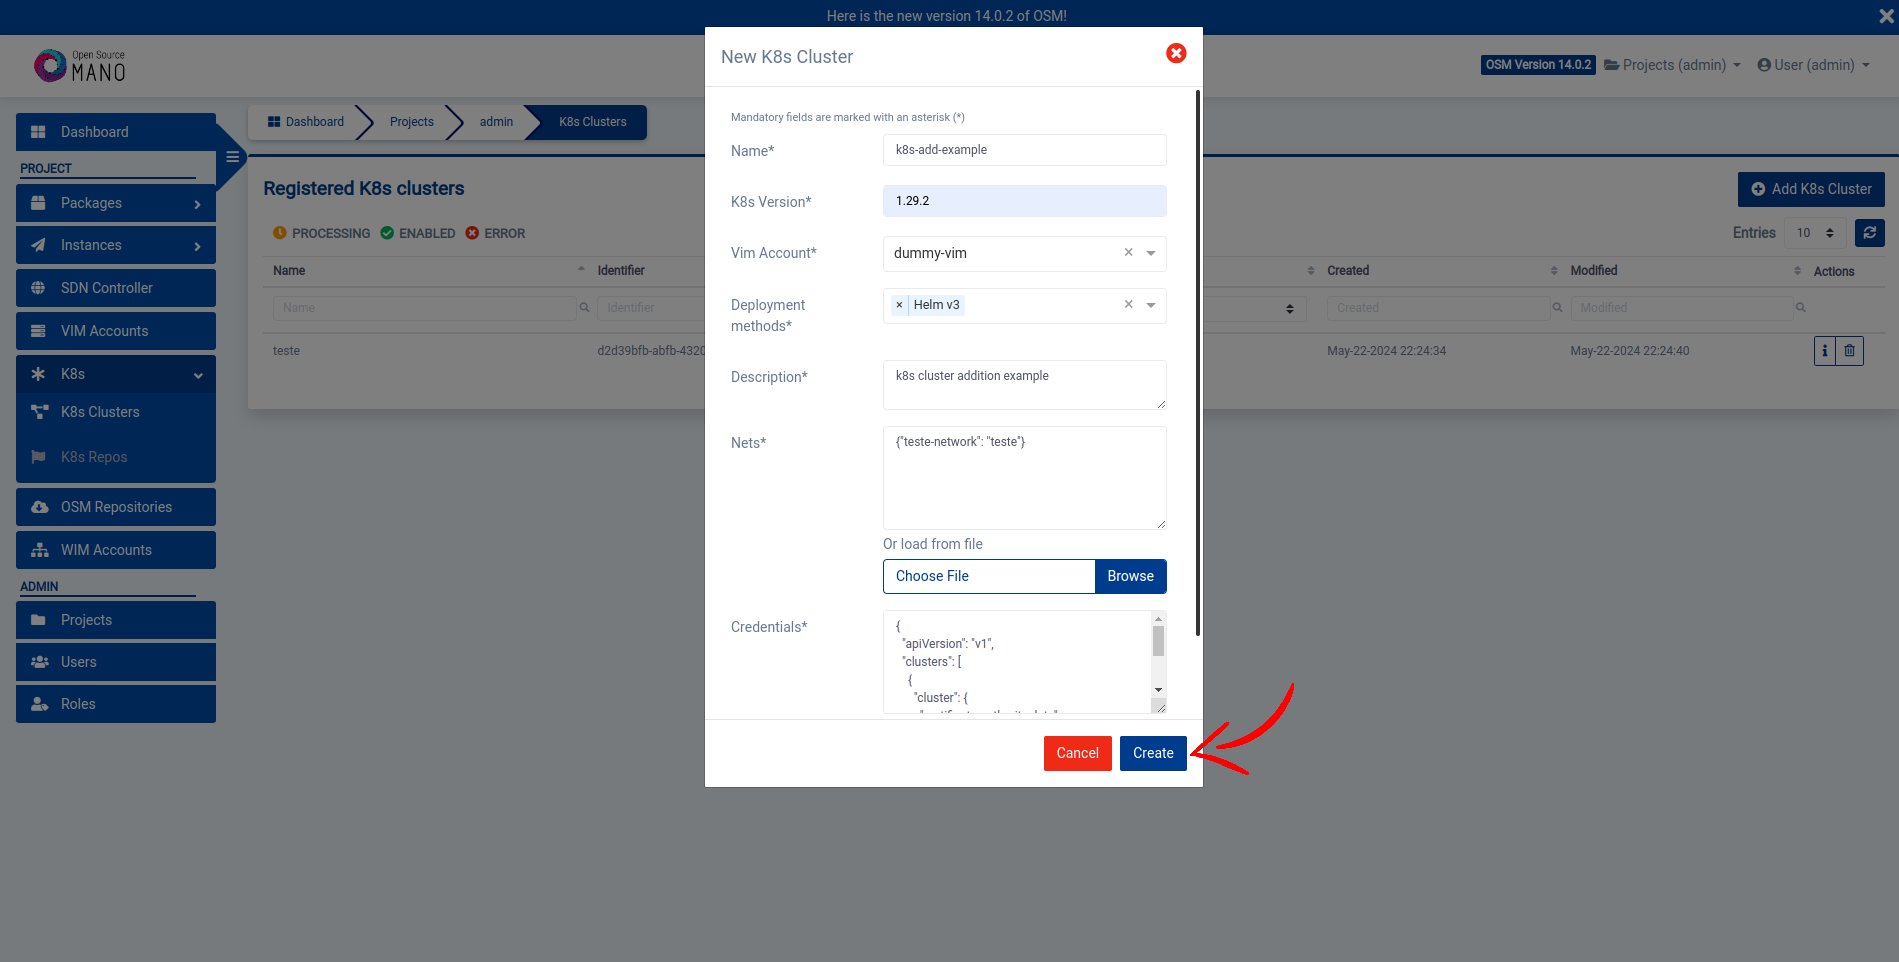 Here is the new version 14.0.2 of OSM!
Open Source
MANO
OSM Version 14.0.2
Projects (admin)
User (admin)
Dashboard
PROJECT
Packages
Instances
SDN Controller
VIM Accounts
K8s
K8s Clusters
K8s Repos
OSM Repositories
WIM Accounts
ADMIN
Projects
Users
Roles
Dashboard
Projects
admin
K8s Clusters
Registered K8s clusters
Add K8s Cluster
PROCESSING
ENABLED
ERROR
Entries
10
Name
Identifier
Created
Modified
Actions
Name
Identifier
Created
Modified
teste
d2d39bfb-abfb-4320
May-22-2024 22:24:34
May-22-2024 22:24:40
New K8s Cluster
Mandatory fields are marked with an asterisk (*)
Name*
k8s-add-example
K8s Version*
1.29.2
Vim Account*
dummy-vim
×
Deployment
methods*
× Helm v3
×
Description*
k8s cluster addition example
Nets*
{"teste-network": "teste"}
Or load from file
Choose File
Browse
Credentials*
{
"apiVersion": "v1",
"clusters": [
{
"cluster": {
Cancel
Create